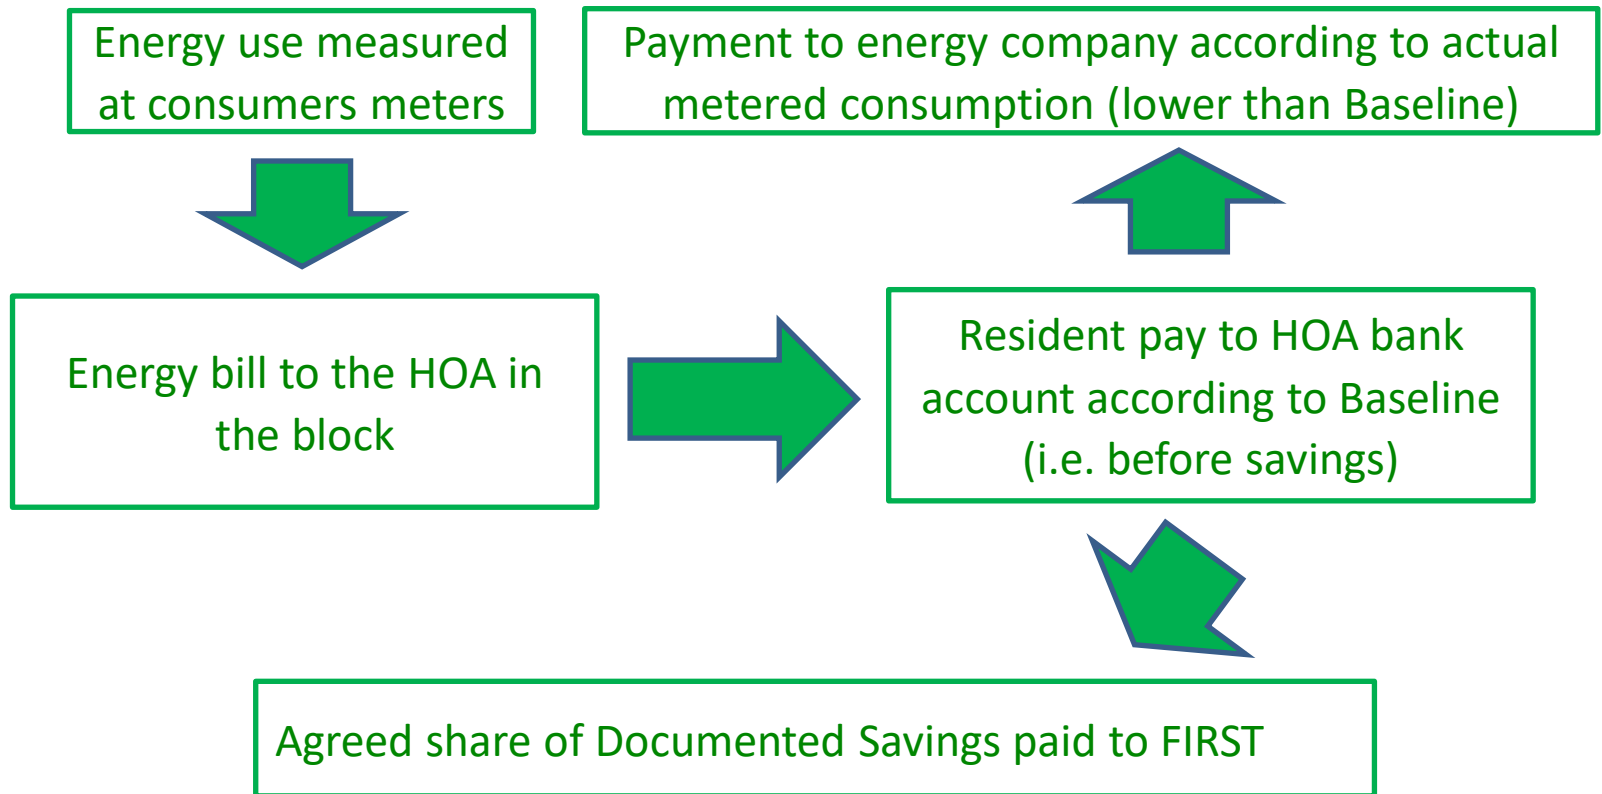 Energy use measured
at consumers meters
Payment to energy company according to actual
metered consumption (lower than Baseline)
Energy bill to the HOA in
the block
Resident pay to HOA bank
account according to Baseline
(i.e. before savings)
Agreed share of Documented Savings paid to FIRST